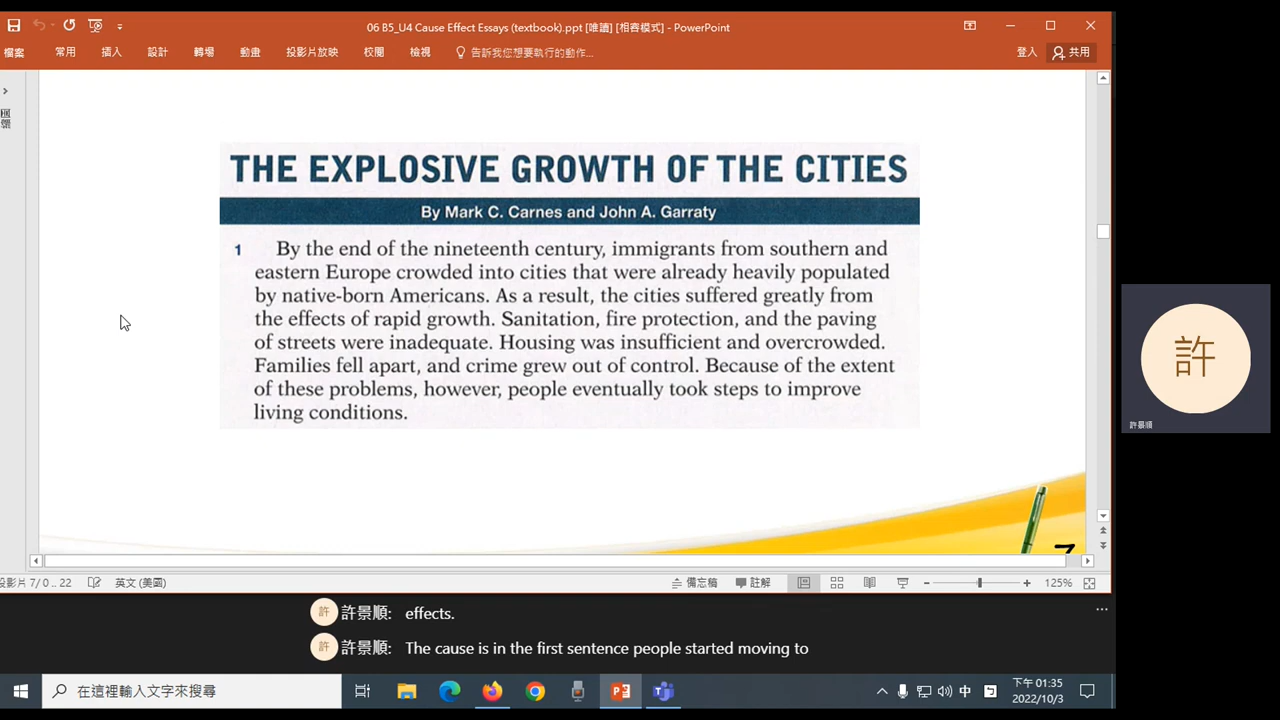 06 B5_U4 Cause Effect Essays (textbook).ppt [唯讀] [相容模式] - PowerPoint
檔案 常用 插入 設計 轉場 動畫 投影片放映 校閱 檢視 告訴我您想要執行的動作... 登入 共用
THE EXPLOSIVE GROWTH OF THE CITIES
By Mark C. Carnes and John A. Garraty
1 By the end of the nineteenth century, immigrants from southern and
eastern Europe crowded into cities that were already heavily populated
by native-born Americans. As a result, the cities suffered greatly from
the effects of rapid growth. Sanitation, fire protection, and the paving
of streets were inadequate. Housing was insufficient and overcrowded.
Families fell apart, and crime grew out of control. Because of the extent
of these problems, however, people eventually took steps to improve
living conditions.
許
許景順
投影片 7/0..22 英文 (美國) 備忘稿 註解 125%
許 許景順: effects.
許 許景順: The cause is in the first sentence people started moving to
在這裡輸入文字來搜尋
中
下午 01:35
2022/10/3